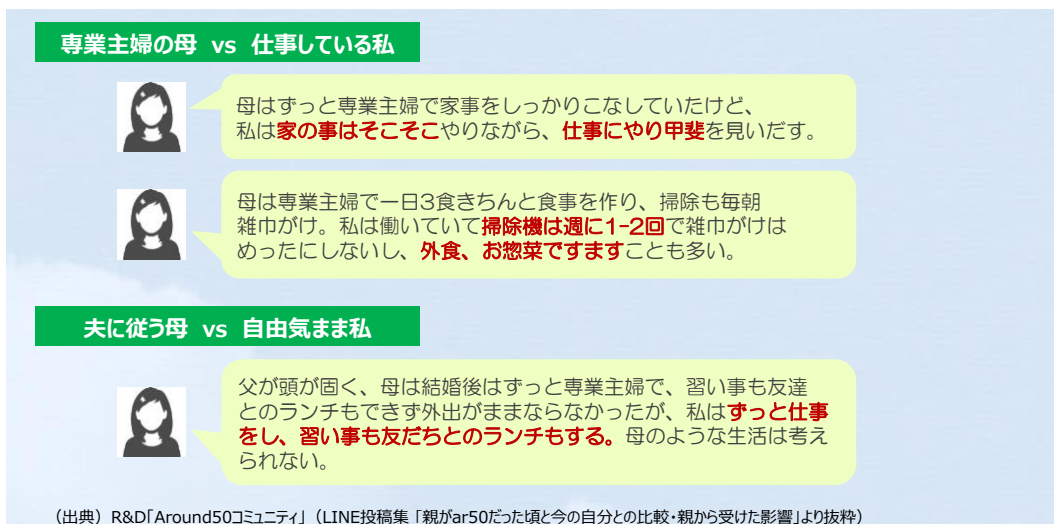 専業主婦の母 vs 仕事している私
母はずっと専業主婦で家事をしっかりこなしていたけど、
私は家の事はそこそこやりながら、仕事にやり甲斐を見いだす。
母は専業主婦で一日3食きちんと食事を作り、掃除も毎朝
雑巾がけ。私は働いていて掃除機は週に1-2回で雑巾がけは
めったにしないし、外食、お惣菜ですますことも多い。
夫に従う母 vs 自由気まま私
父が頭が固く、母は結婚後はずっと専業主婦で、習い事も友達
とのランチもできず外出がままならなかったが、私はずっと仕事
をし、習い事も友だちとのランチもする。母のような生活は考え
られない。
（出典）R&D「Around50コミュニティ」（LINE投稿集「親がar50だった頃と今の自分との比較・親から受けた影響」より抜粋）